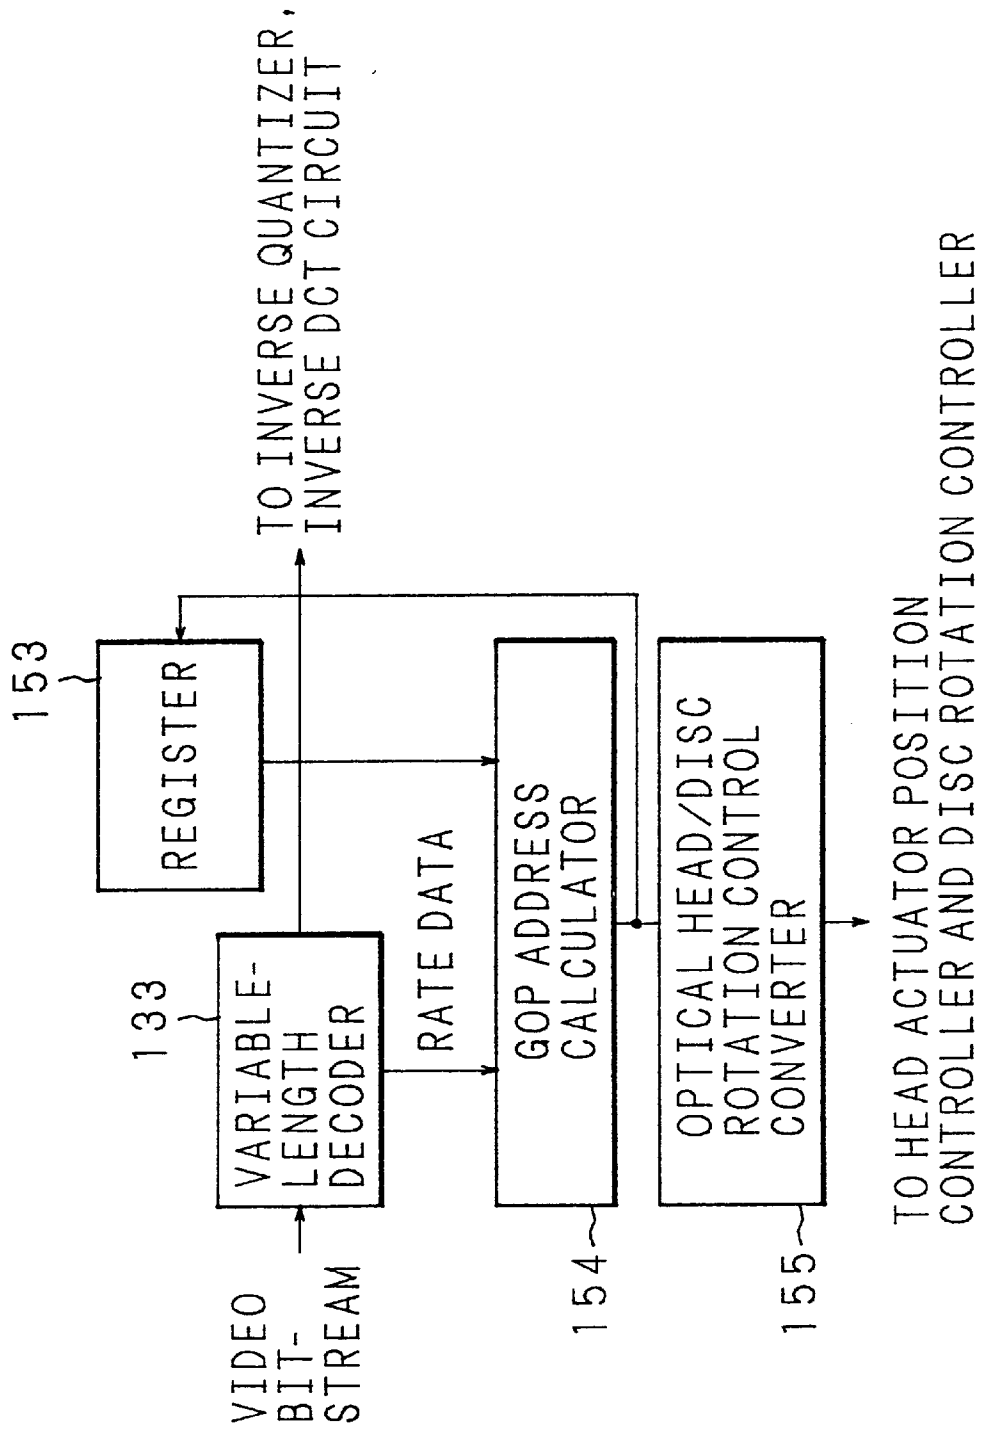 VIDEO
BIT-
STREAM
133
VARIABLE-
LENGTH
DECODER
153
REGISTER
TO INVERSE QUANTIZER,
INVERSE DCT CIRCUIT
RATE DATA
154
GOP ADDRESS
CALCULATOR
155
OPTICAL HEAD/DISC
ROTATION CONTROL
CONVERTER
TO HEAD ACTUATOR POSITION
CONTROLLER AND DISC ROTATION CONTROLLER